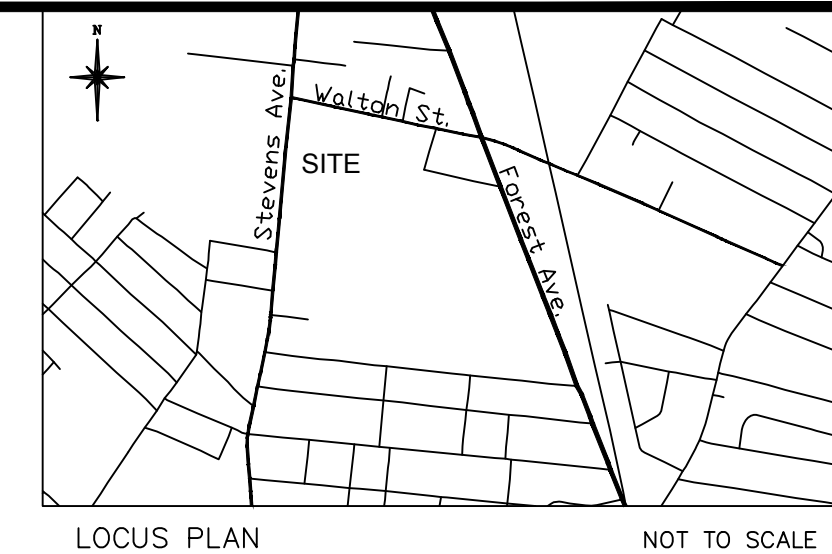 N
Walton St.
Stevens Ave.
SITE
Forest Ave.
LOCUS PLAN
NOT TO SCALE